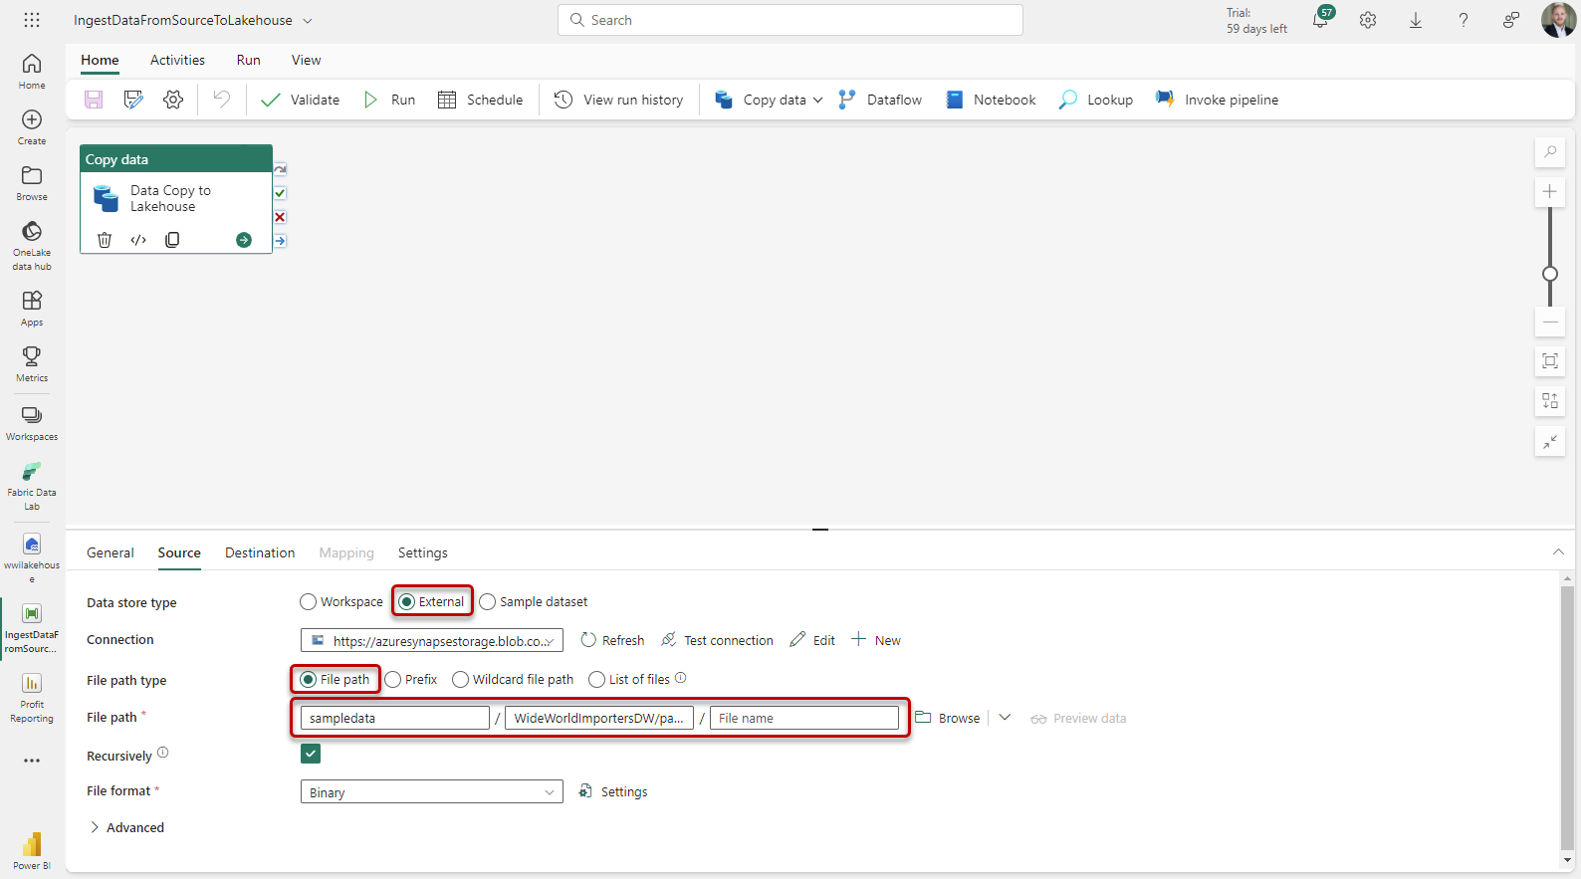 IngestDataFromSourceToLakehouse
Search
Trial:
59 days left
57
Home
Activities
Run
View
Validate
Run
Schedule
View run history
Copy data
Dataflow
Notebook
Lookup
Invoke pipeline
Home
Create
Browse
OneLake
data hub
Apps
Metrics
Workspaces
Fabric Data
Lab
wwilakehous
e
IngestDataF
romSourc...
Profit
Reporting
Power BI
Copy data
Data Copy to
Lakehouse
General
Source
Destination
Mapping
Settings
Data store type
Workspace
External
Sample dataset
Connection
https://azuresynapsestorage.blob.co...
Refresh
Test connection
Edit
New
File path type
File path
Prefix
Wildcard file path
List of files
File path *
sampledata
/
WideWorldImportersDW/pa...
/
File name
Browse
Preview data
Recursively
File format *
Binary
Settings
Advanced